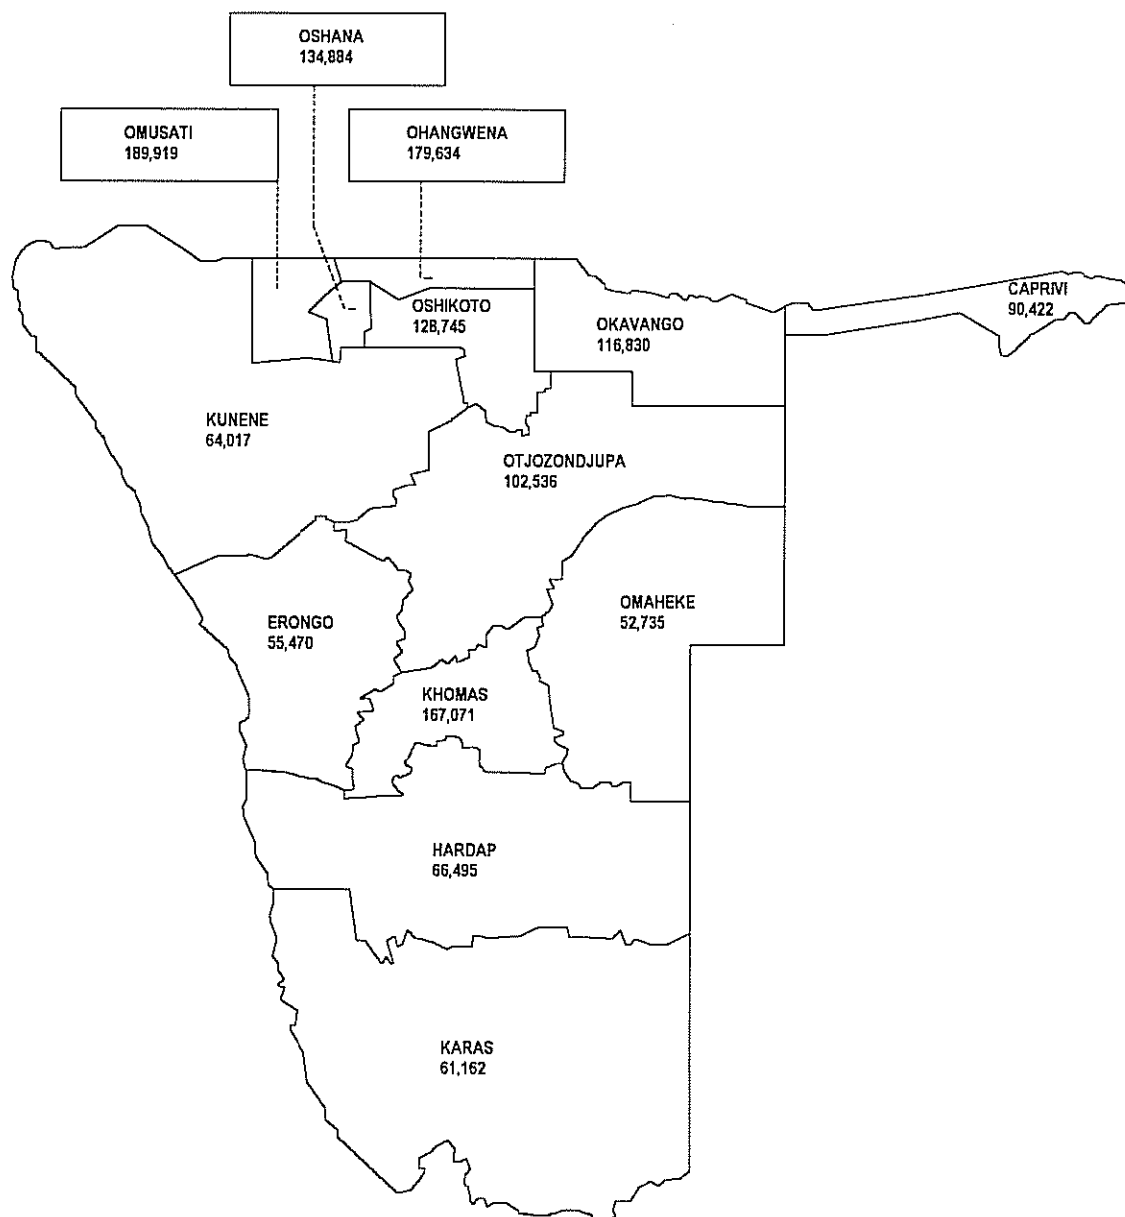 OSHANA
134,884
OMUSATI
189,919
OHANGWENA
179,634
CAPRIVI
90,422
OSHIKOTO
128,745
OKAVANGO
116,830
KUNENE
64,017
OTJOZONDJUPA
102,536
OMAHEKE
52,735
ERONGO
55,470
KHOMAS
167,071
HARDAP
66,495
KARAS
61,162